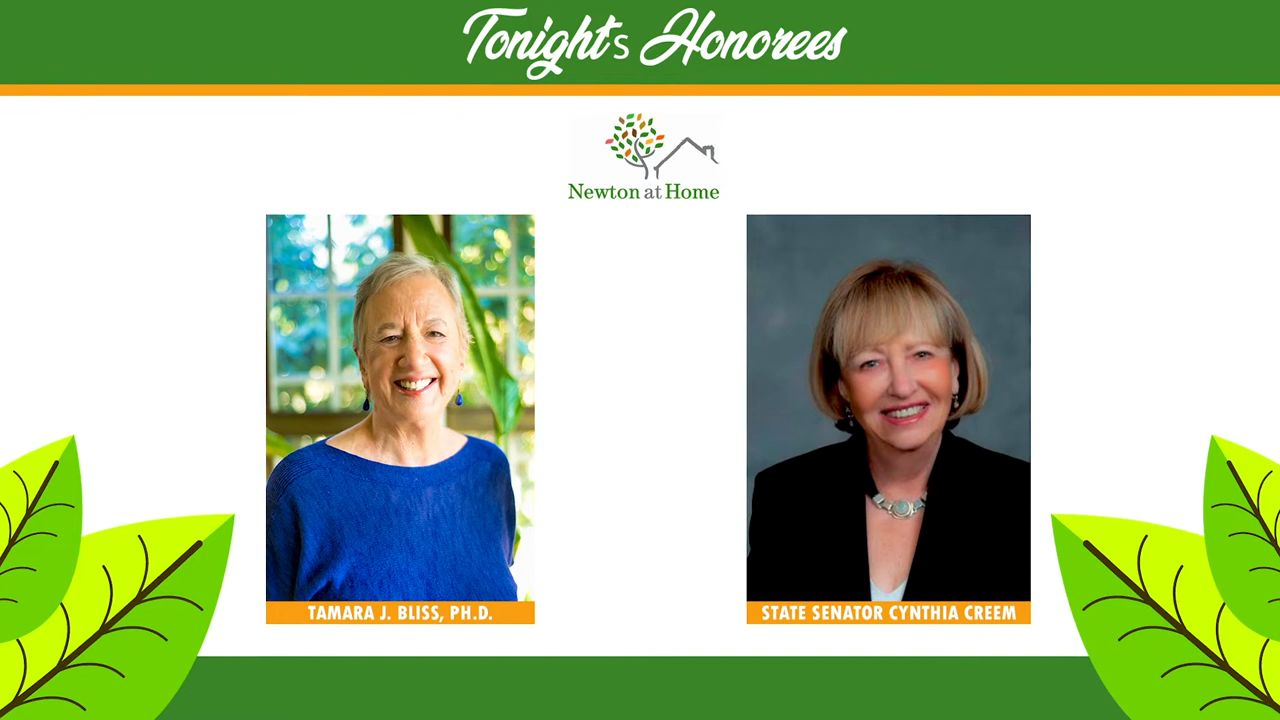 Tonight's Honorees
Newton at Home
TAMARA J. BLISS, PH.D.
STATE SENATOR CYNTHIA CREEM